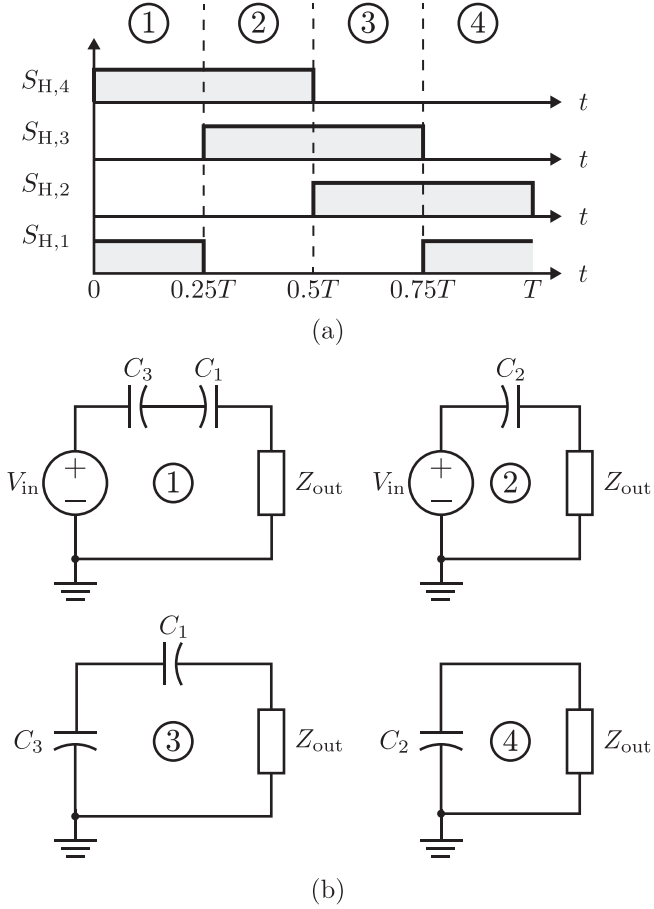 1 2 3 4
S_H,4 t
S_H,3 t
S_H,2 t
S_H,1 t
0 0.25T 0.5T 0.75T T
(a)
C_3 C_1 C_2
V_in + − 1 Z_out V_in + − 2 Z_out
C_1
C_3 3 Z_out C_2 4 Z_out
(b)